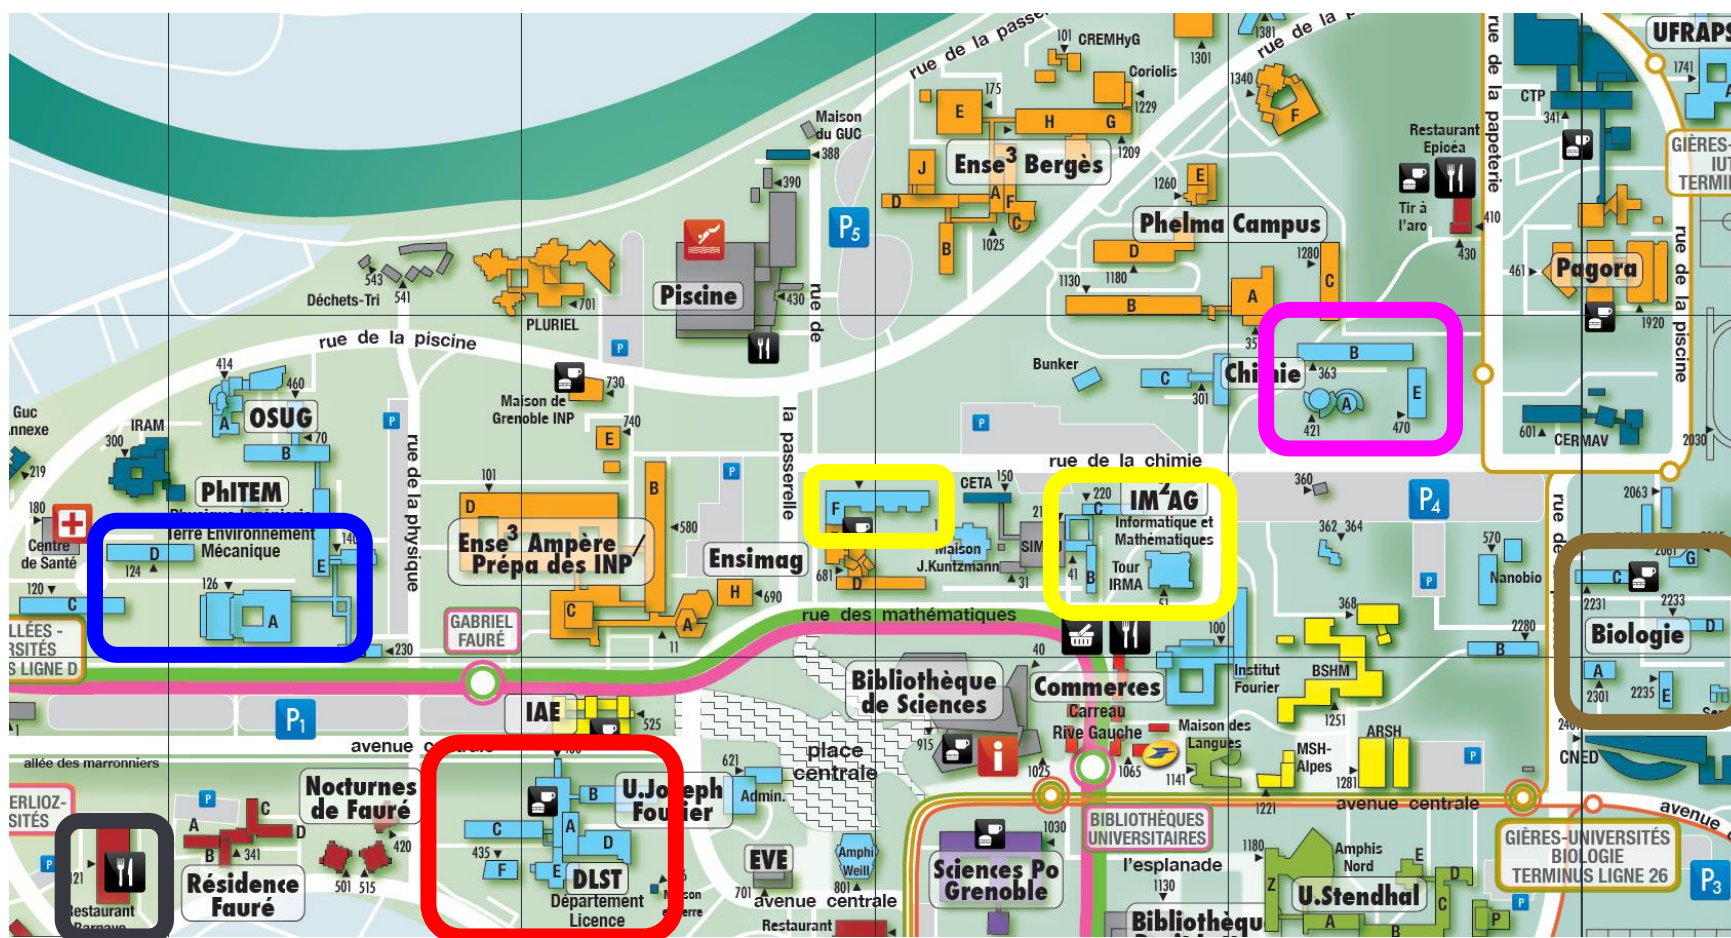 rue de la passerelle
101
CREMHyG
1301
1381
rue de la p
rue de la papeterie
UFRAPS
1741
A
175
Coriolis
1229
1340
F
CTP
341
Maison
du GUC
388
E
H
G
1209
Restaurant
Epicéa
GIÈRES-
IUT
TERMIN
390
J
Ense³ Bergès
D
A
F
C
B
1025
1260
E
Tir à
l'arc
410
430
P5
Phelma Campus
D
1180
1280
C
461
Pagora
1920
rue de la piscine
543
541
Déchets-Tri
701
PLURIEL
Piscine
430
rue de
1130
B
A
351
rue de la piscine
P
Bunker
C
301
Chimie
B
363
A
421
E
470
414
460
A
OSUG
70
B
730
Maison de
Grenoble INP
la passerelle
740
E
P
P
P
601
CERMAV
2030
Guc
Annexe
219
IRAM
300
rue de la physique
rue de la chimie
101
D
B
580
PhITEM
Physique Ingénierie
Terre Environnement
Mécanique
180
Centre
de Santé
D
124
140
E
126
120
C
A
230
Ense³ Ampère
Prépa des INP
C
A
11
Ensimag
H
690
F
681
D
CETA
150
Maison
J.Kuntzmann
31
220
C
IM²AG
Informatique et
Mathématiques
41
B
Tour
IRMA
51
360
P4
362
364
P
570
Nanobio
rue de
2063
2061
G
C
2231
2233
D
Biologie
A
2301
2235
E
368
2280
B
GABRIEL
FAURÉ
rue des mathématiques
40
100
Institut
Fourier
BSHM
1251
P1
IAE
525
Bibliothèque
de Sciences
915
Commerces
Carreau
Rive Gauche
1025
1065
Maison des
Langues
1141
MSH-
Alpes
1221
ARSH
1281
P
CNED
avenue centrale
allée des marronniers
place
centrale
621
Admin.
Nocturnes
de Fauré
420
501
515
P
A
B
C
D
341
Résidence
Fauré
P
Restaurant
Barnave
B
U.Joseph
Fourier
C
A
D
435
F
E
DLST
Département
Licence
EVE
701
Amphi
Weill
801
avenue centrale
Restaurant
1030
Sciences Po
Grenoble
BIBLIOTHÈQUES
UNIVERSITAIRES
l'esplanade
1130
Bibliothèqu
avenue centrale
1180
Amphis
Nord
Z
E
D
U.Stendhal
A
B
C
P
P
GIÈRES-UNIVERSITÉS
BIOLOGIE
TERMINUS LIGNE 26
avenue
P3